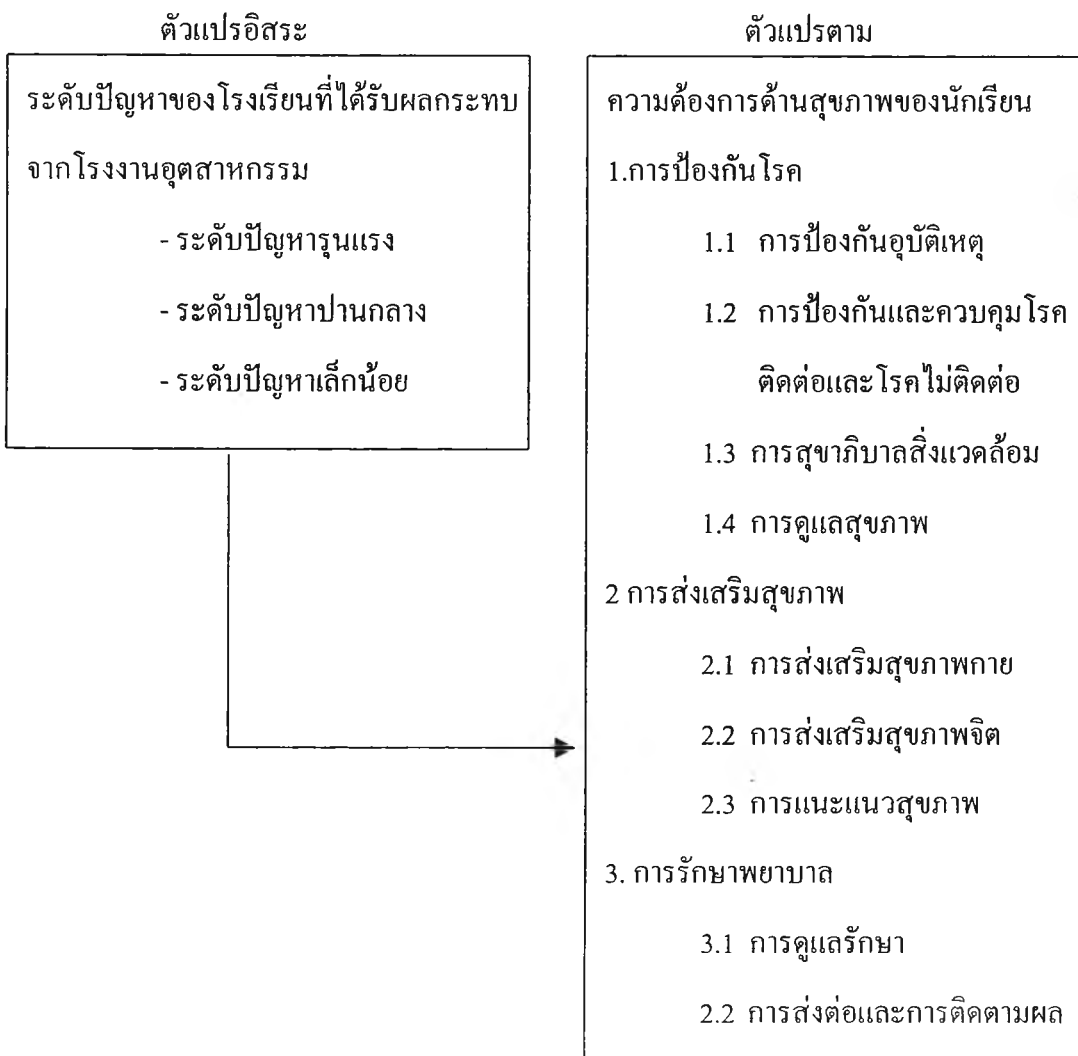 ตัวแปรอิสระ
ระดับปัญหาของโรงเรียนที่ได้รับผลกระทบ
จากโรงงานอุตสาหกรรม
- ระดับปัญหารุนแรง
- ระดับปัญหาปานกลาง
- ระดับปัญหาเล็กน้อย
ตัวแปรตาม
ความต้องการด้านสุขภาพของนักเรียน
1.การป้องกันโรค
1.1 การป้องกันอุบัติเหตุ
1.2 การป้องกันและควบคุมโรค
ติดต่อและโรคไม่ติดต่อ
1.3 การสุขาภิบาลสิ่งแวดล้อม
1.4 การดูแลสุขภาพ
2 การส่งเสริมสุขภาพ
2.1 การส่งเสริมสุขภาพกาย
2.2 การส่งเสริมสุขภาพจิต
2.3 การแนะแนวสุขภาพ
3. การรักษาพยาบาล
3.1 การดูแลรักษา
2.2 การส่งต่อและการติดตามผล